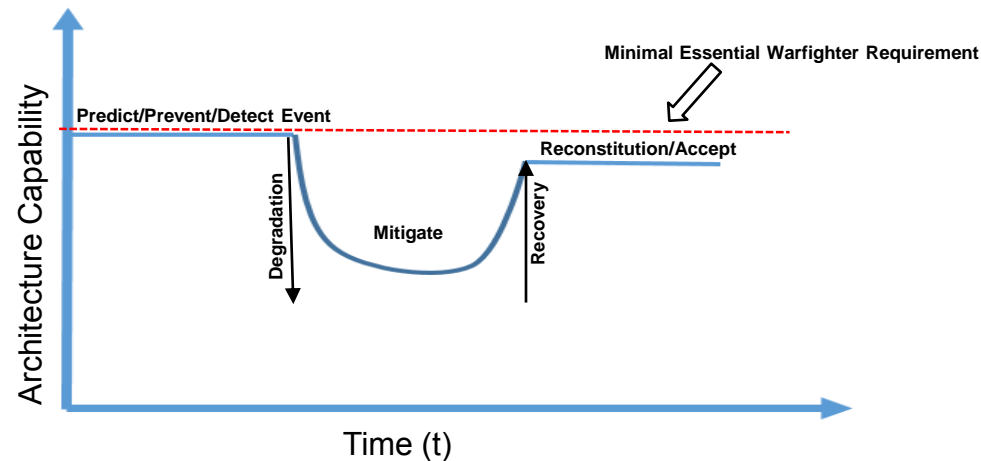 Minimal Essential Warfighter Requirement
Predict/Prevent/Detect Event
Reconstitution/Accept
Degradation
Mitigate
Recovery
Architecture Capability
Time (t)